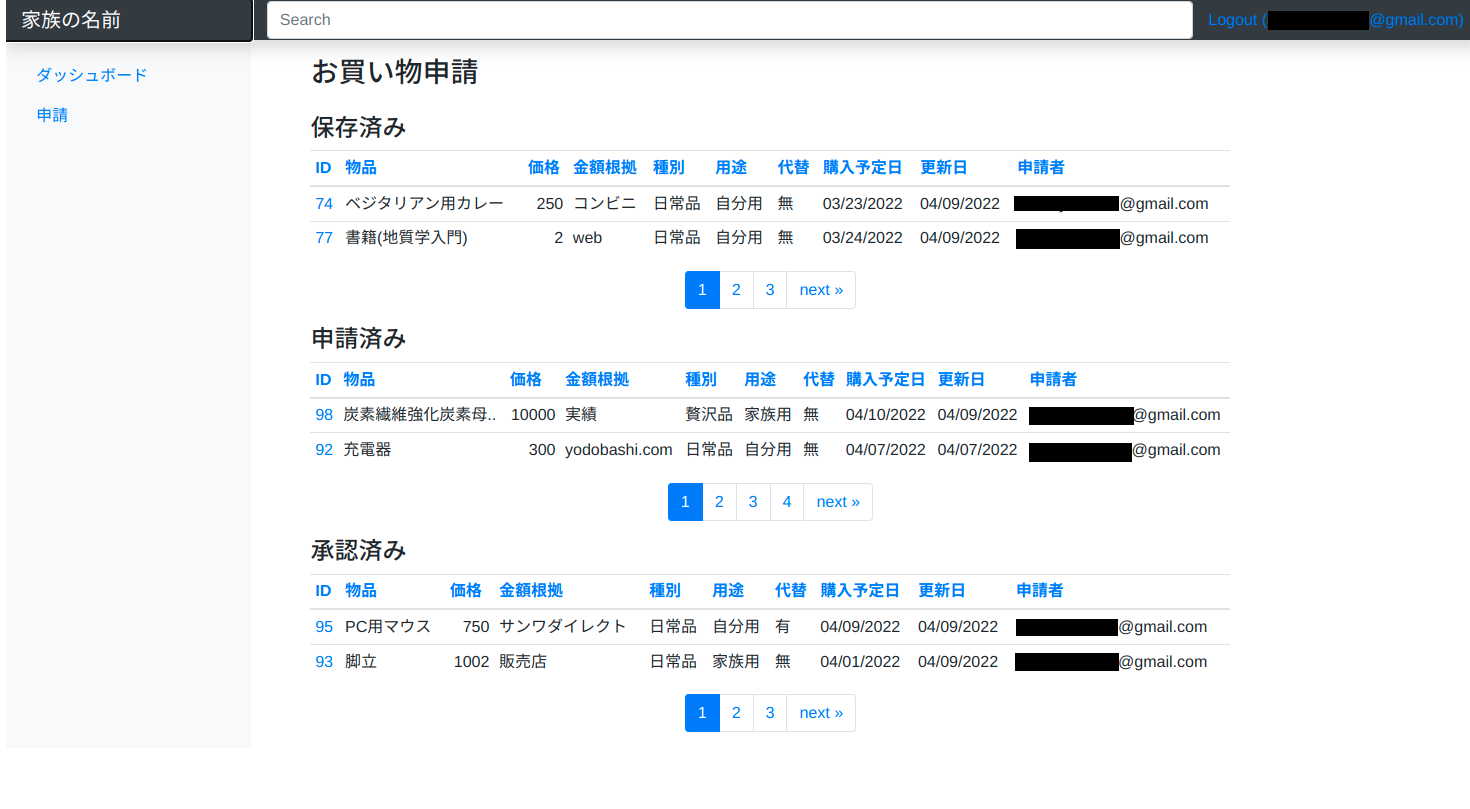 家族の名前 Search Logout (@gmail.com)
ダッシュボード
申請
お買い物申請
保存済み
ID 物品 価格 金額根拠 種別 用途 代替 購入予定日 更新日 申請者
74 ベジタリアン用カレー 250 コンビニ 日常品 自分用 無 03/23/2022 04/09/2022 @gmail.com
77 書籍(地質学入門) 2 web 日常品 自分用 無 03/24/2022 04/09/2022 @gmail.com
1 2 3 next »
申請済み
ID 物品 価格 金額根拠 種別 用途 代替 購入予定日 更新日 申請者
98 炭素繊維強化炭素母.. 10000 実績 贅沢品 家族用 無 04/10/2022 04/09/2022 @gmail.com
92 充電器 300 yodobashi.com 日常品 自分用 無 04/07/2022 04/07/2022 @gmail.com
1 2 3 4 next »
承認済み
ID 物品 価格 金額根拠 種別 用途 代替 購入予定日 更新日 申請者
95 PC用マウス 750 サンワダイレクト 日常品 自分用 有 04/09/2022 04/09/2022 @gmail.com
93 脚立 1002 販売店 日常品 家族用 無 04/01/2022 04/09/2022 @gmail.com
1 2 3 next »